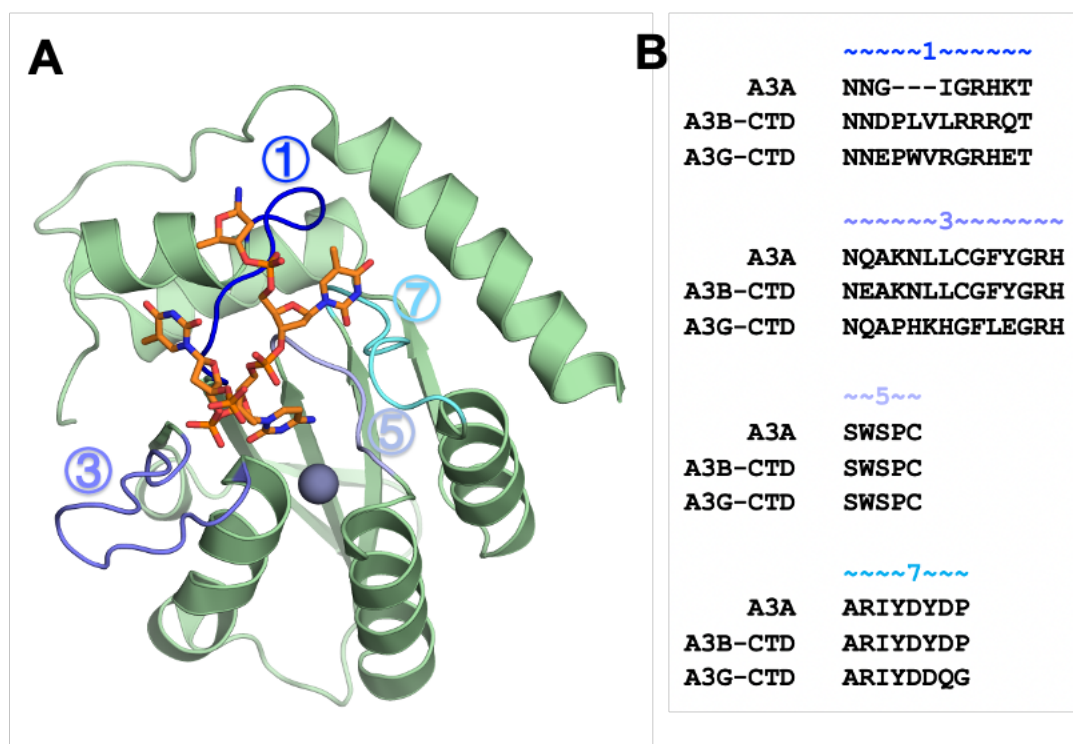 A
①
⑦
⑤
③
B
~~~~~1~~~~~~
A3A NNG---IGRHKT
A3B-CTD NNDPLVLRRRQT
A3G-CTD NNEPWVRGRHET
~~~~~~3~~~~~~~
A3A NQAKNLLCGFYGRH
A3B-CTD NEAKNLLCGFYGRH
A3G-CTD NQAPHKHGFLEGRH
~~5~~
A3A SWSPC
A3B-CTD SWSPC
A3G-CTD SWSPC
~~~~7~~~
A3A ARIYDYDP
A3B-CTD ARIYDYDP
A3G-CTD ARIYDDQG